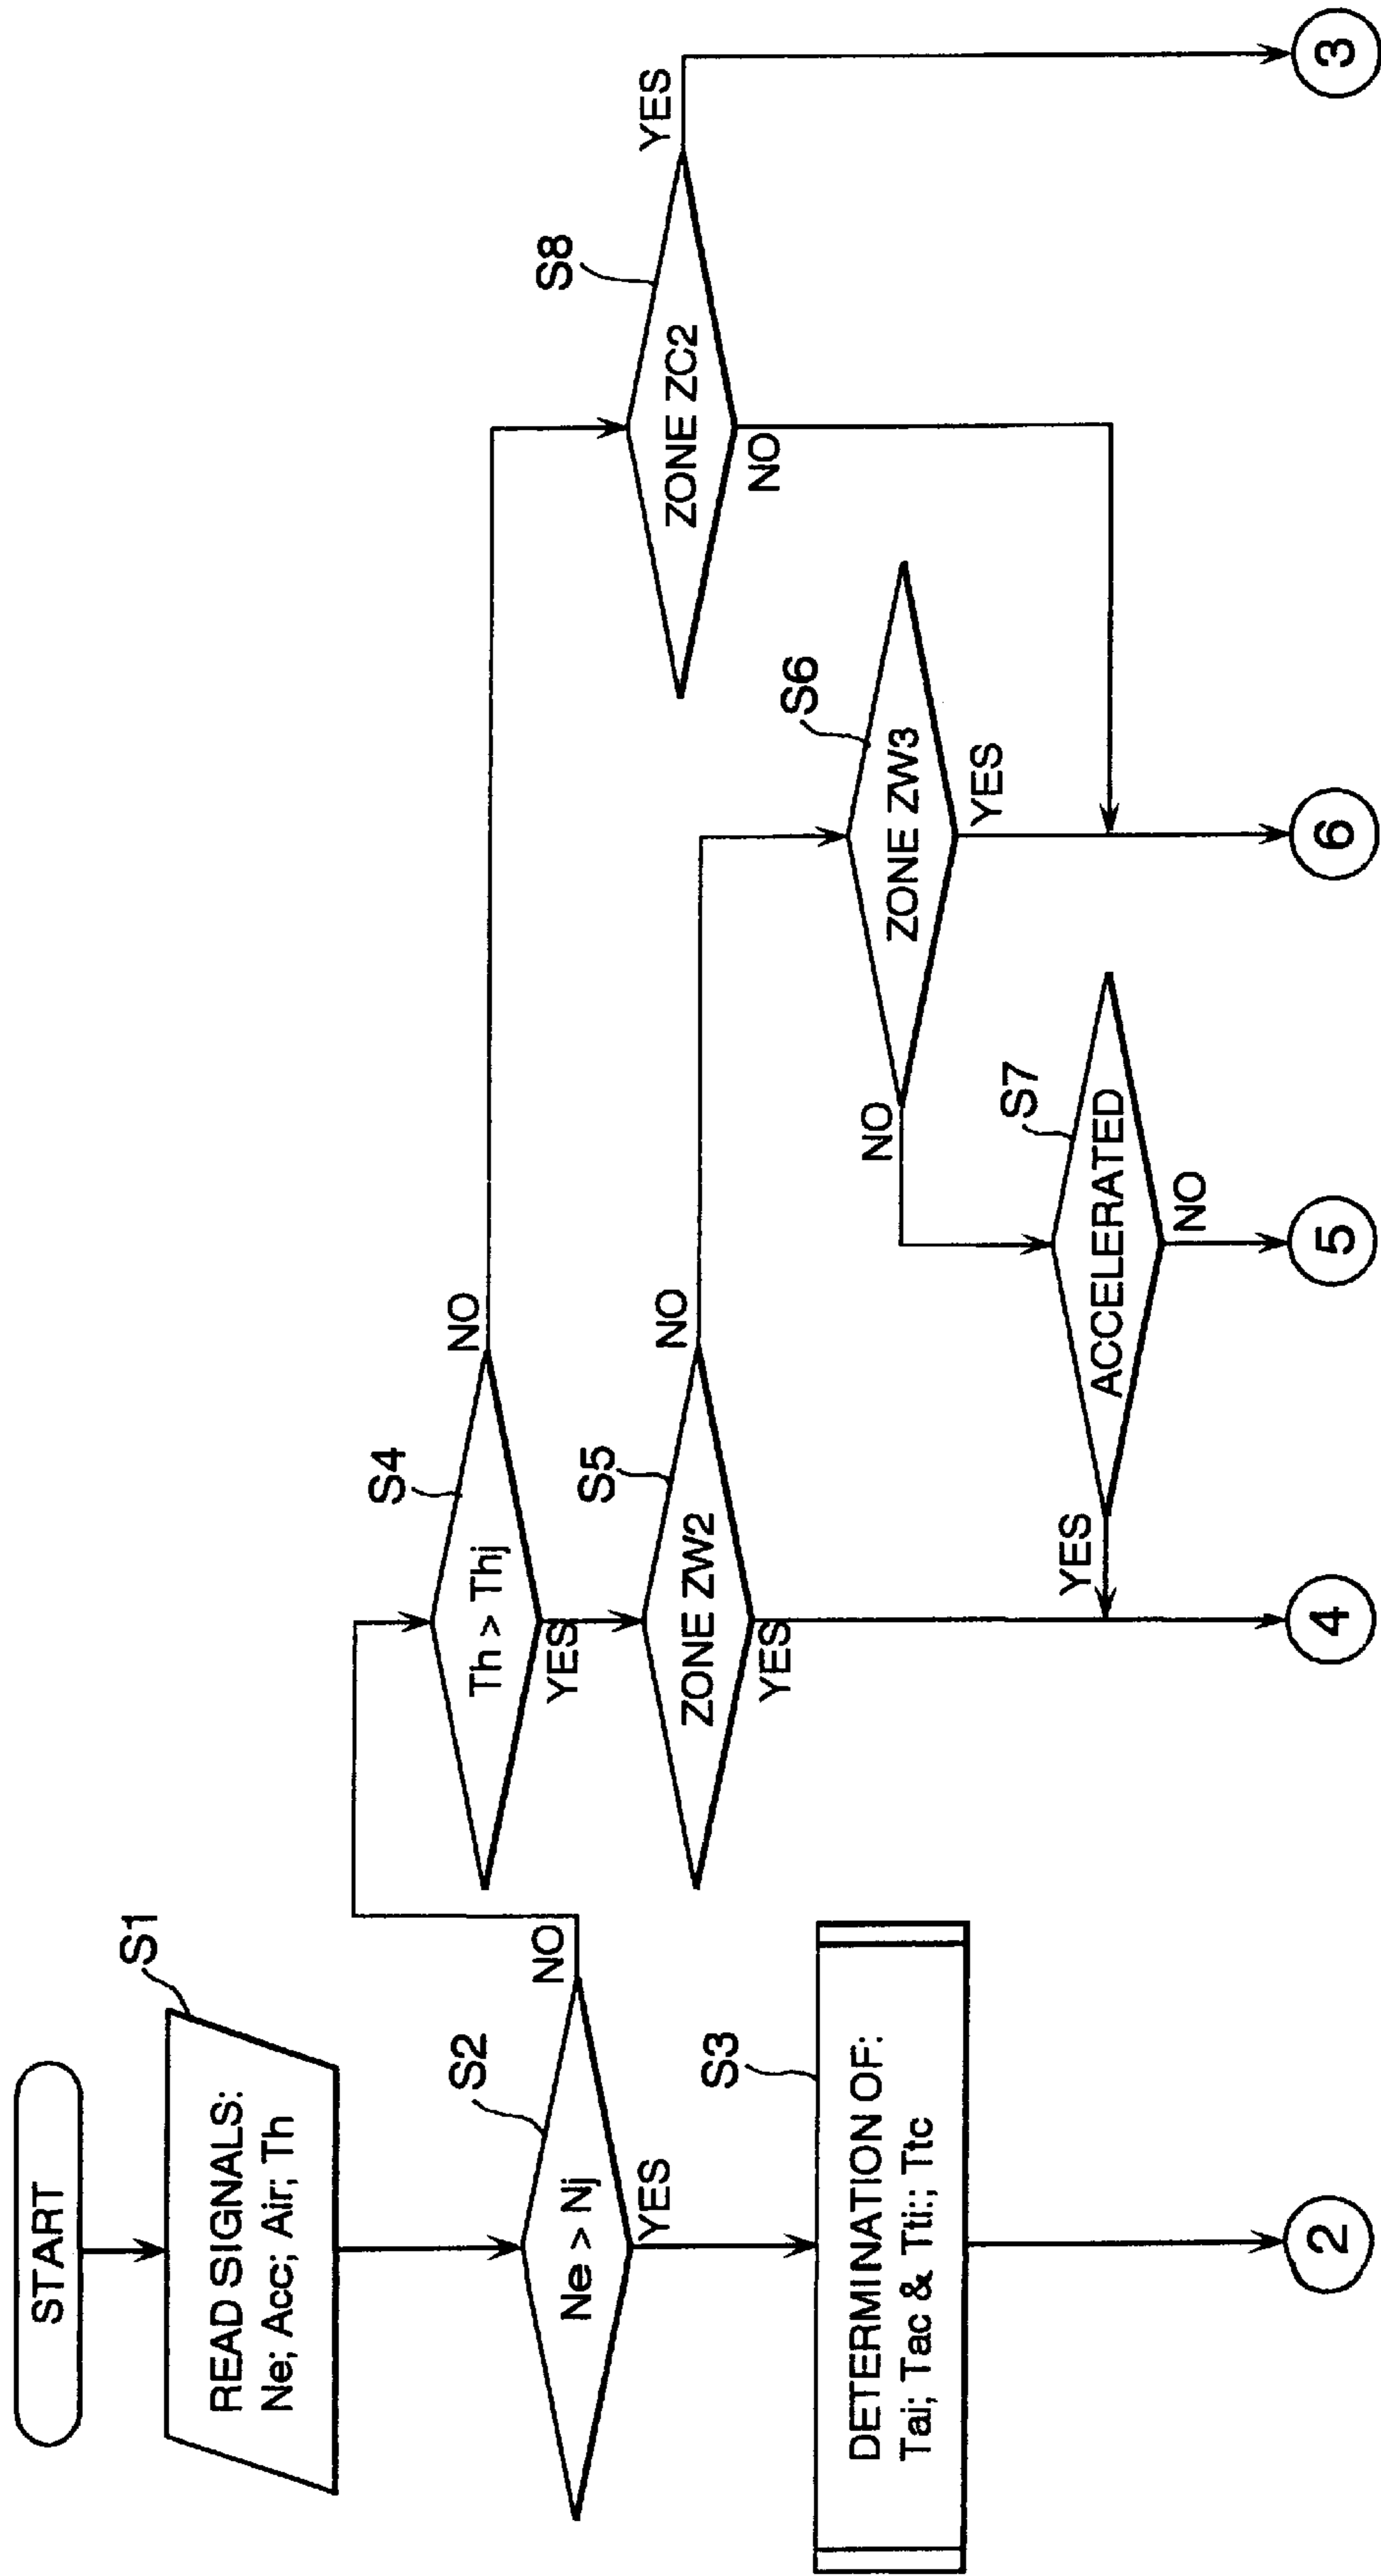 START
S1
READ SIGNALS:
Ne; Acc; Air; Th
S2
Ne > Nj
NO
YES
S3
DETERMINATION OF:
Tai; Tac & Tti:; Ttc
2
S4
Th > Thj
NO
YES
S5
ZONE ZW2
NO
YES
4
S6
ZONE ZW3
NO
YES
S7
ACCELERATED
YES
NO
5
6
S8
ZONE ZC2
YES
NO
3